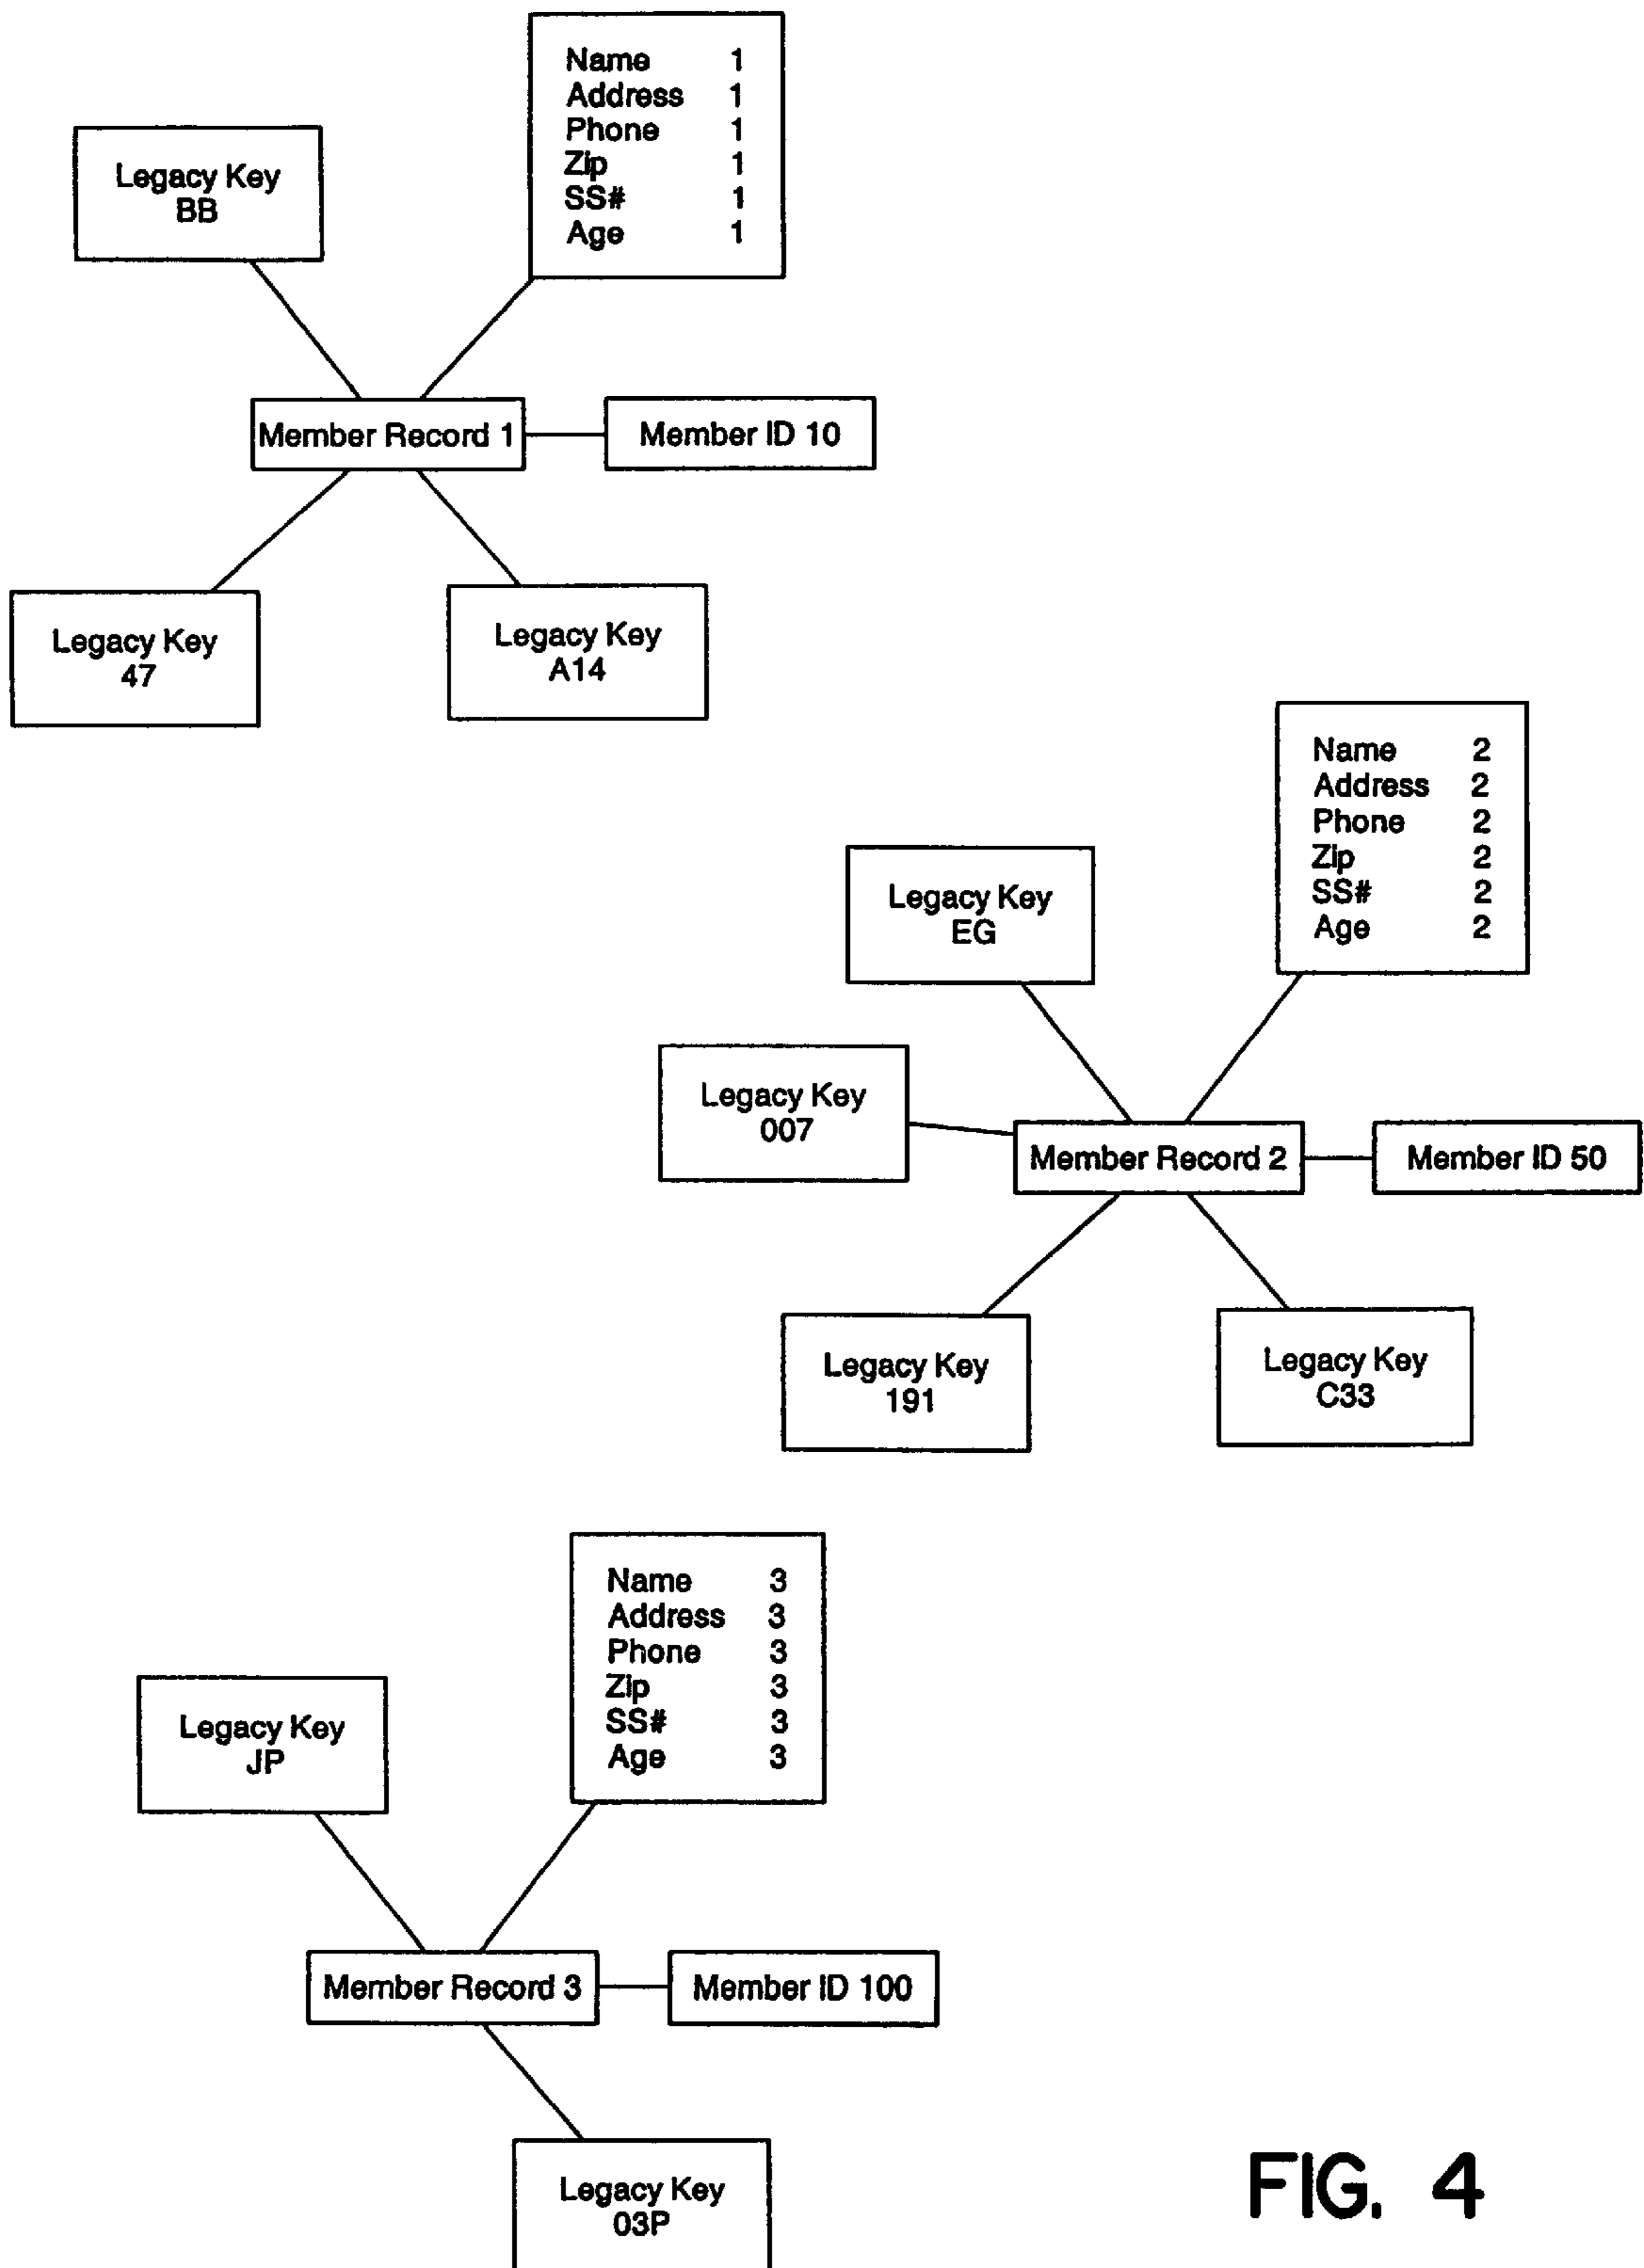 Name 1
Address 1
Phone 1
Zip 1
SS# 1
Age 1
Legacy Key
BB
Member Record 1
Member ID 10
Legacy Key
47
Legacy Key
A14
Name 2
Address 2
Phone 2
Zip 2
SS# 2
Age 2
Legacy Key
EG
Legacy Key
007
Member Record 2
Member ID 50
Legacy Key
191
Legacy Key
C33
Name 3
Address 3
Phone 3
Zip 3
SS# 3
Age 3
Legacy Key
JP
Member Record 3
Member ID 100
Legacy Key
03P
FIG. 4